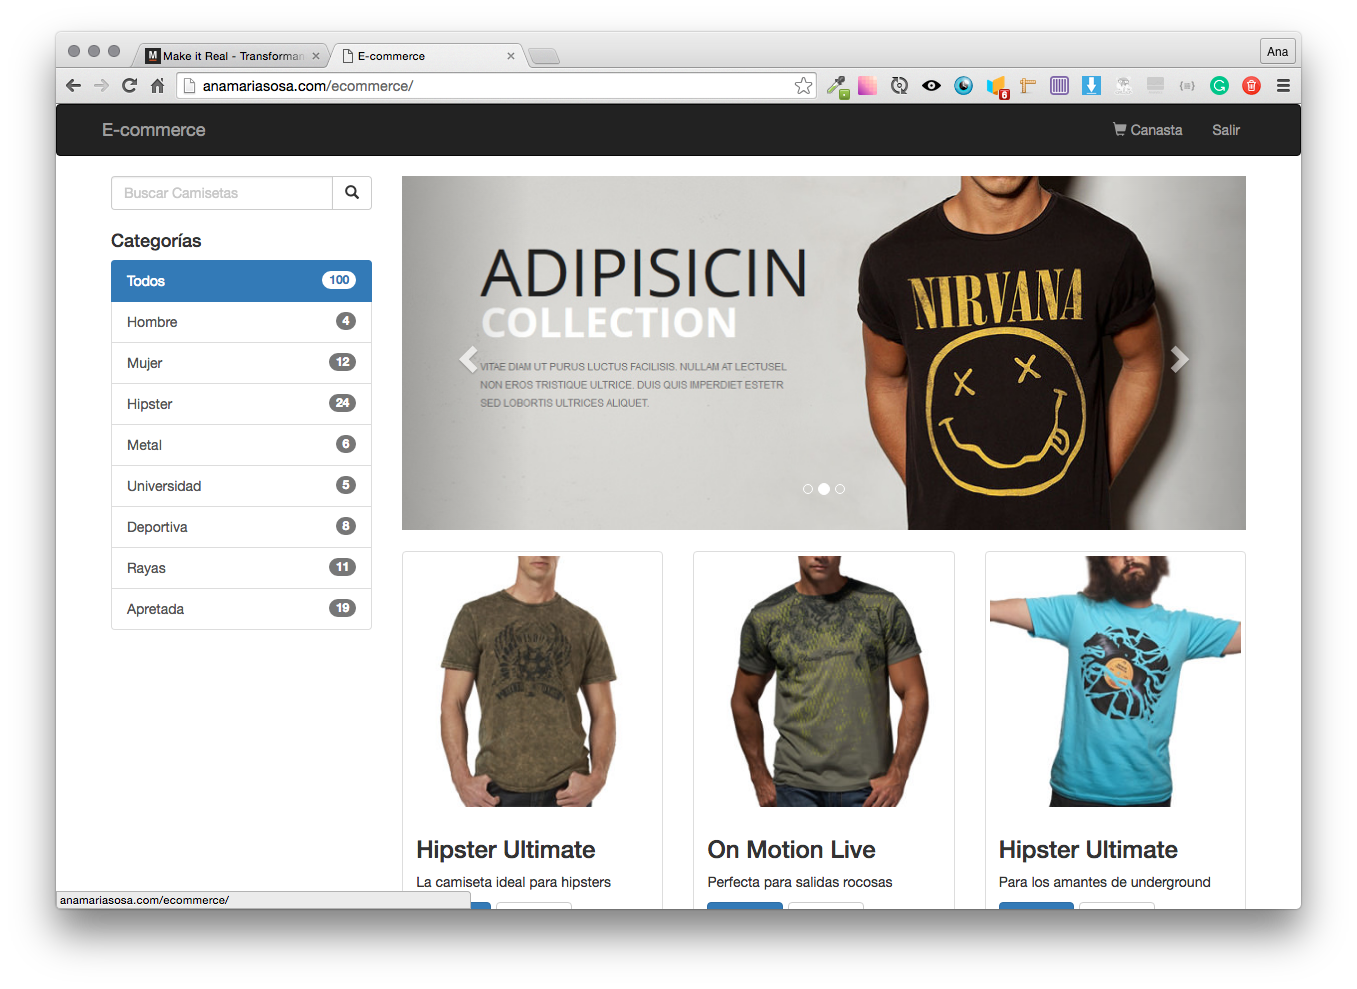 Make it Real - Transforman
E-commerce
Ana
anamariasosa.com/ecommerce/
6
E-commerce
Canasta
Salir
Buscar Camisetas
Categorías
Todos 100
Hombre 4
Mujer 12
Hipster 24
Metal 6
Universidad 5
Deportiva 8
Rayas 11
Apretada 19
ADIPISICIN
COLLECTION
VITAE DIAM UT PURUS LUCTUS FACILISIS. NULLAM AT LECTUSEL
NON EROS TRISTIQUE ULTRICE. DUIS QUIS IMPERDIET ESTETR
SED LOBORTIS ULTRICES ALIQUET.
NIRVANA
Hipster Ultimate
La camiseta ideal para hipsters
On Motion Live
Perfecta para salidas rocosas
Hipster Ultimate
Para los amantes de underground
anamariasosa.com/ecommerce/